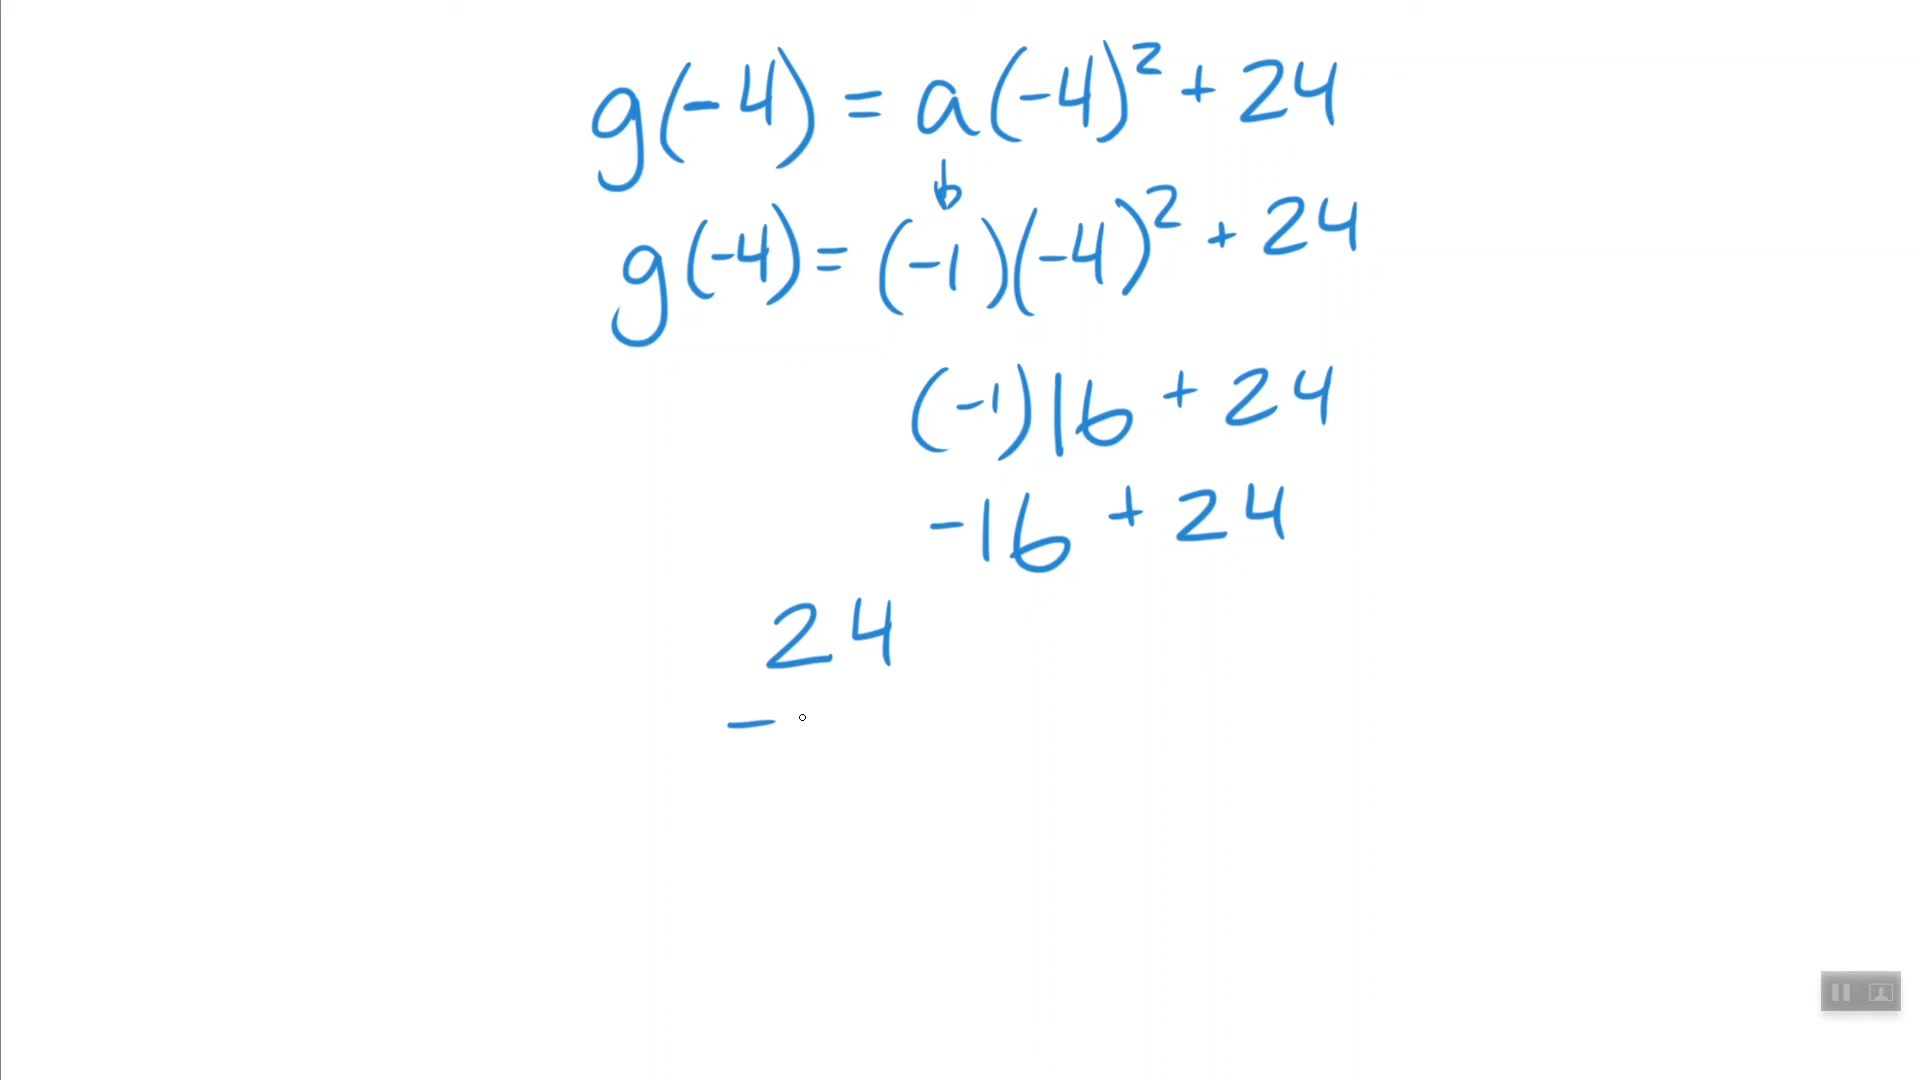 g(-4) = a(-4)² + 24
b
g(-4) = (-1)(-4)² + 24
(-1)16 + 24
-16 + 24
24
-